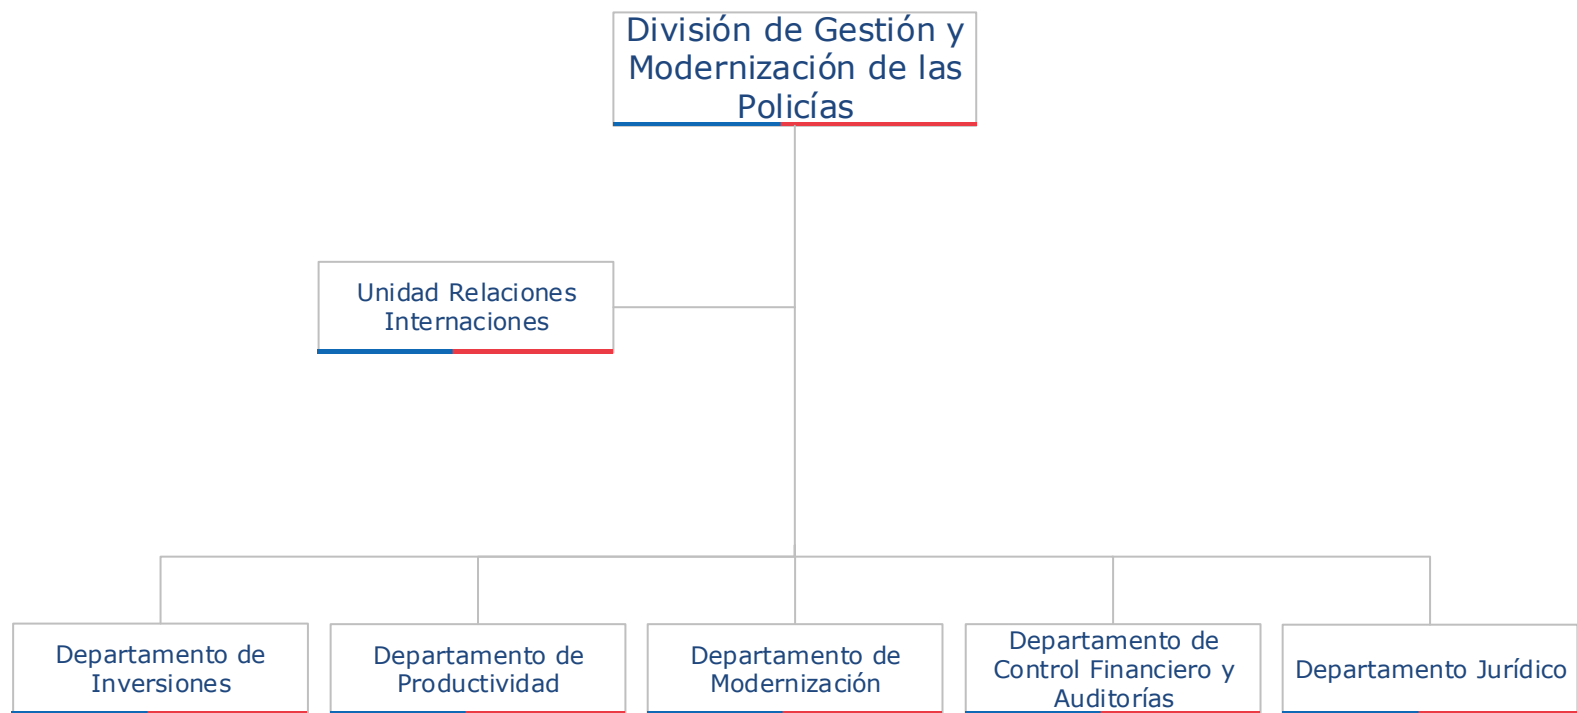 División de Gestión y
Modernización de las
Policías
Unidad Relaciones
Internaciones
Departamento de
Inversiones
Departamento de
Productividad
Departamento de
Modernización
Departamento de
Control Financiero y
Auditorías
Departamento Jurídico